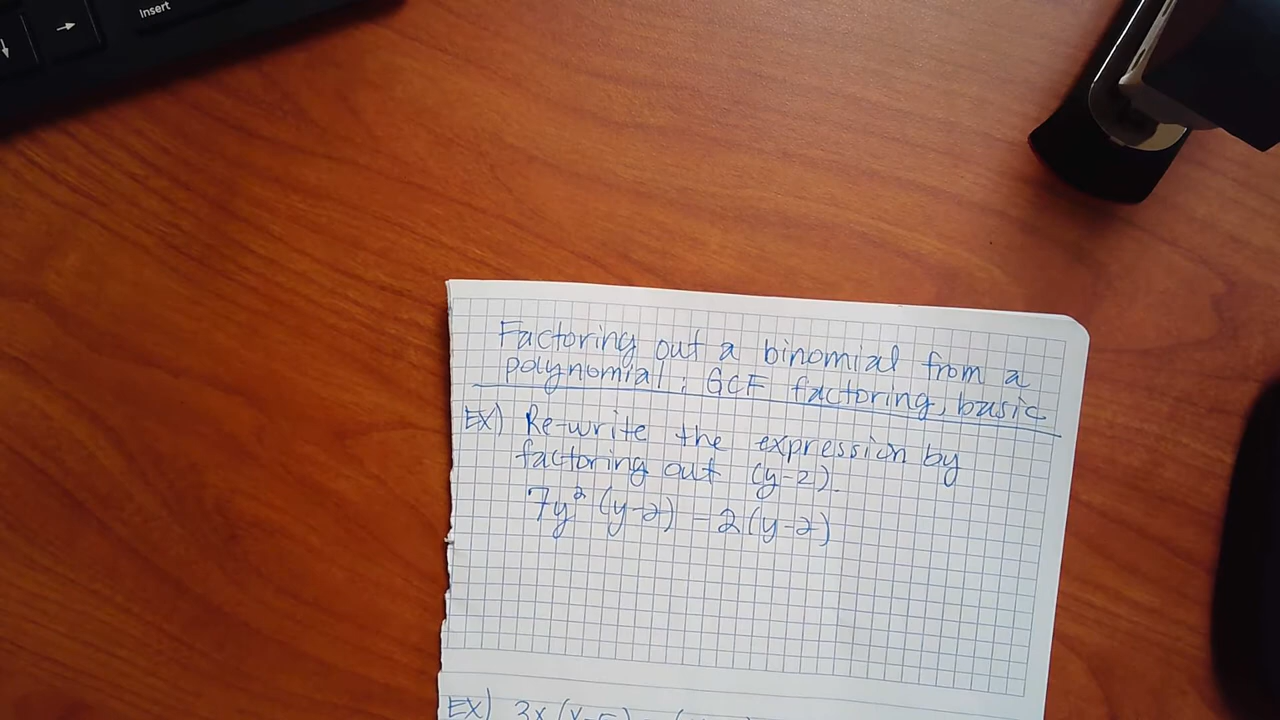 Insert
Factoring out a binomial from a
polynomial: GCF factoring, basic
EX) Re-write the expression by
factoring out (y-2).
7y² (y-2) - 2(y-2)
EX) 3x(x-5)